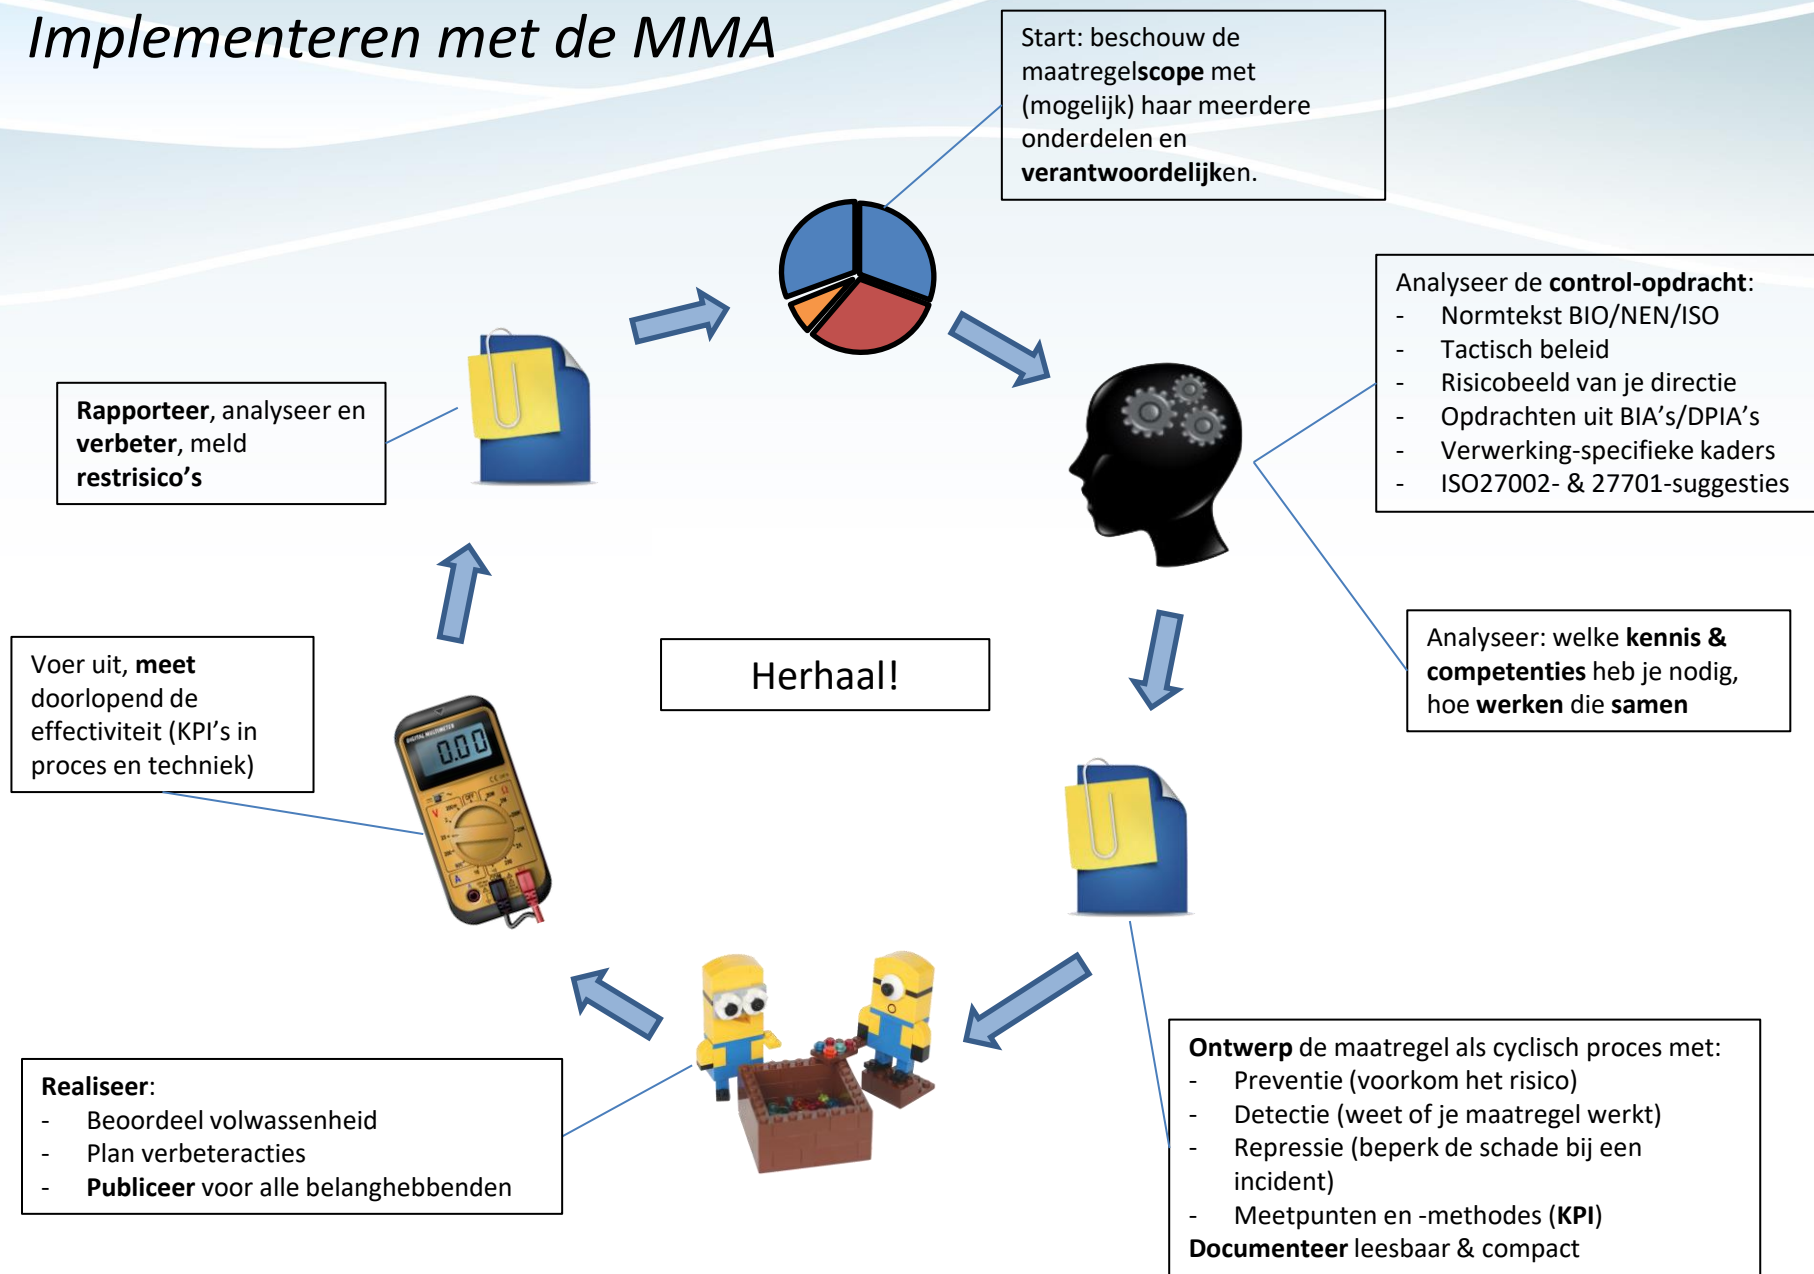 Implementeren met de MMA
Start: beschouw de
maatregelscope met
(mogelijk) haar meerdere
onderdelen en
verantwoordelijken.
Analyseer de control-opdracht:
- Normtekst BIO/NEN/ISO
- Tactisch beleid
- Risicobeeld van je directie
- Opdrachten uit BIA’s/DPIA’s
- Verwerking-specifieke kaders
- ISO27002- & 27701-suggesties
Analyseer: welke kennis &
competenties heb je nodig,
hoe werken die samen
Ontwerp de maatregel als cyclisch proces met:
- Preventie (voorkom het risico)
- Detectie (weet of je maatregel werkt)
- Repressie (beperk de schade bij een
incident)
- Meetpunten en -methodes (KPI)
Documenteer leesbaar & compact
Realiseer:
- Beoordeel volwassenheid
- Plan verbeteracties
- Publiceer voor alle belanghebbenden
Voer uit, meet
doorlopend de
effectiviteit (KPI’s in
proces en techniek)
DIGITAL MULTIMETER
0.00
OFF
V
A
Rapporteer, analyseer en
verbeter, meld
restrisico’s
Herhaal!